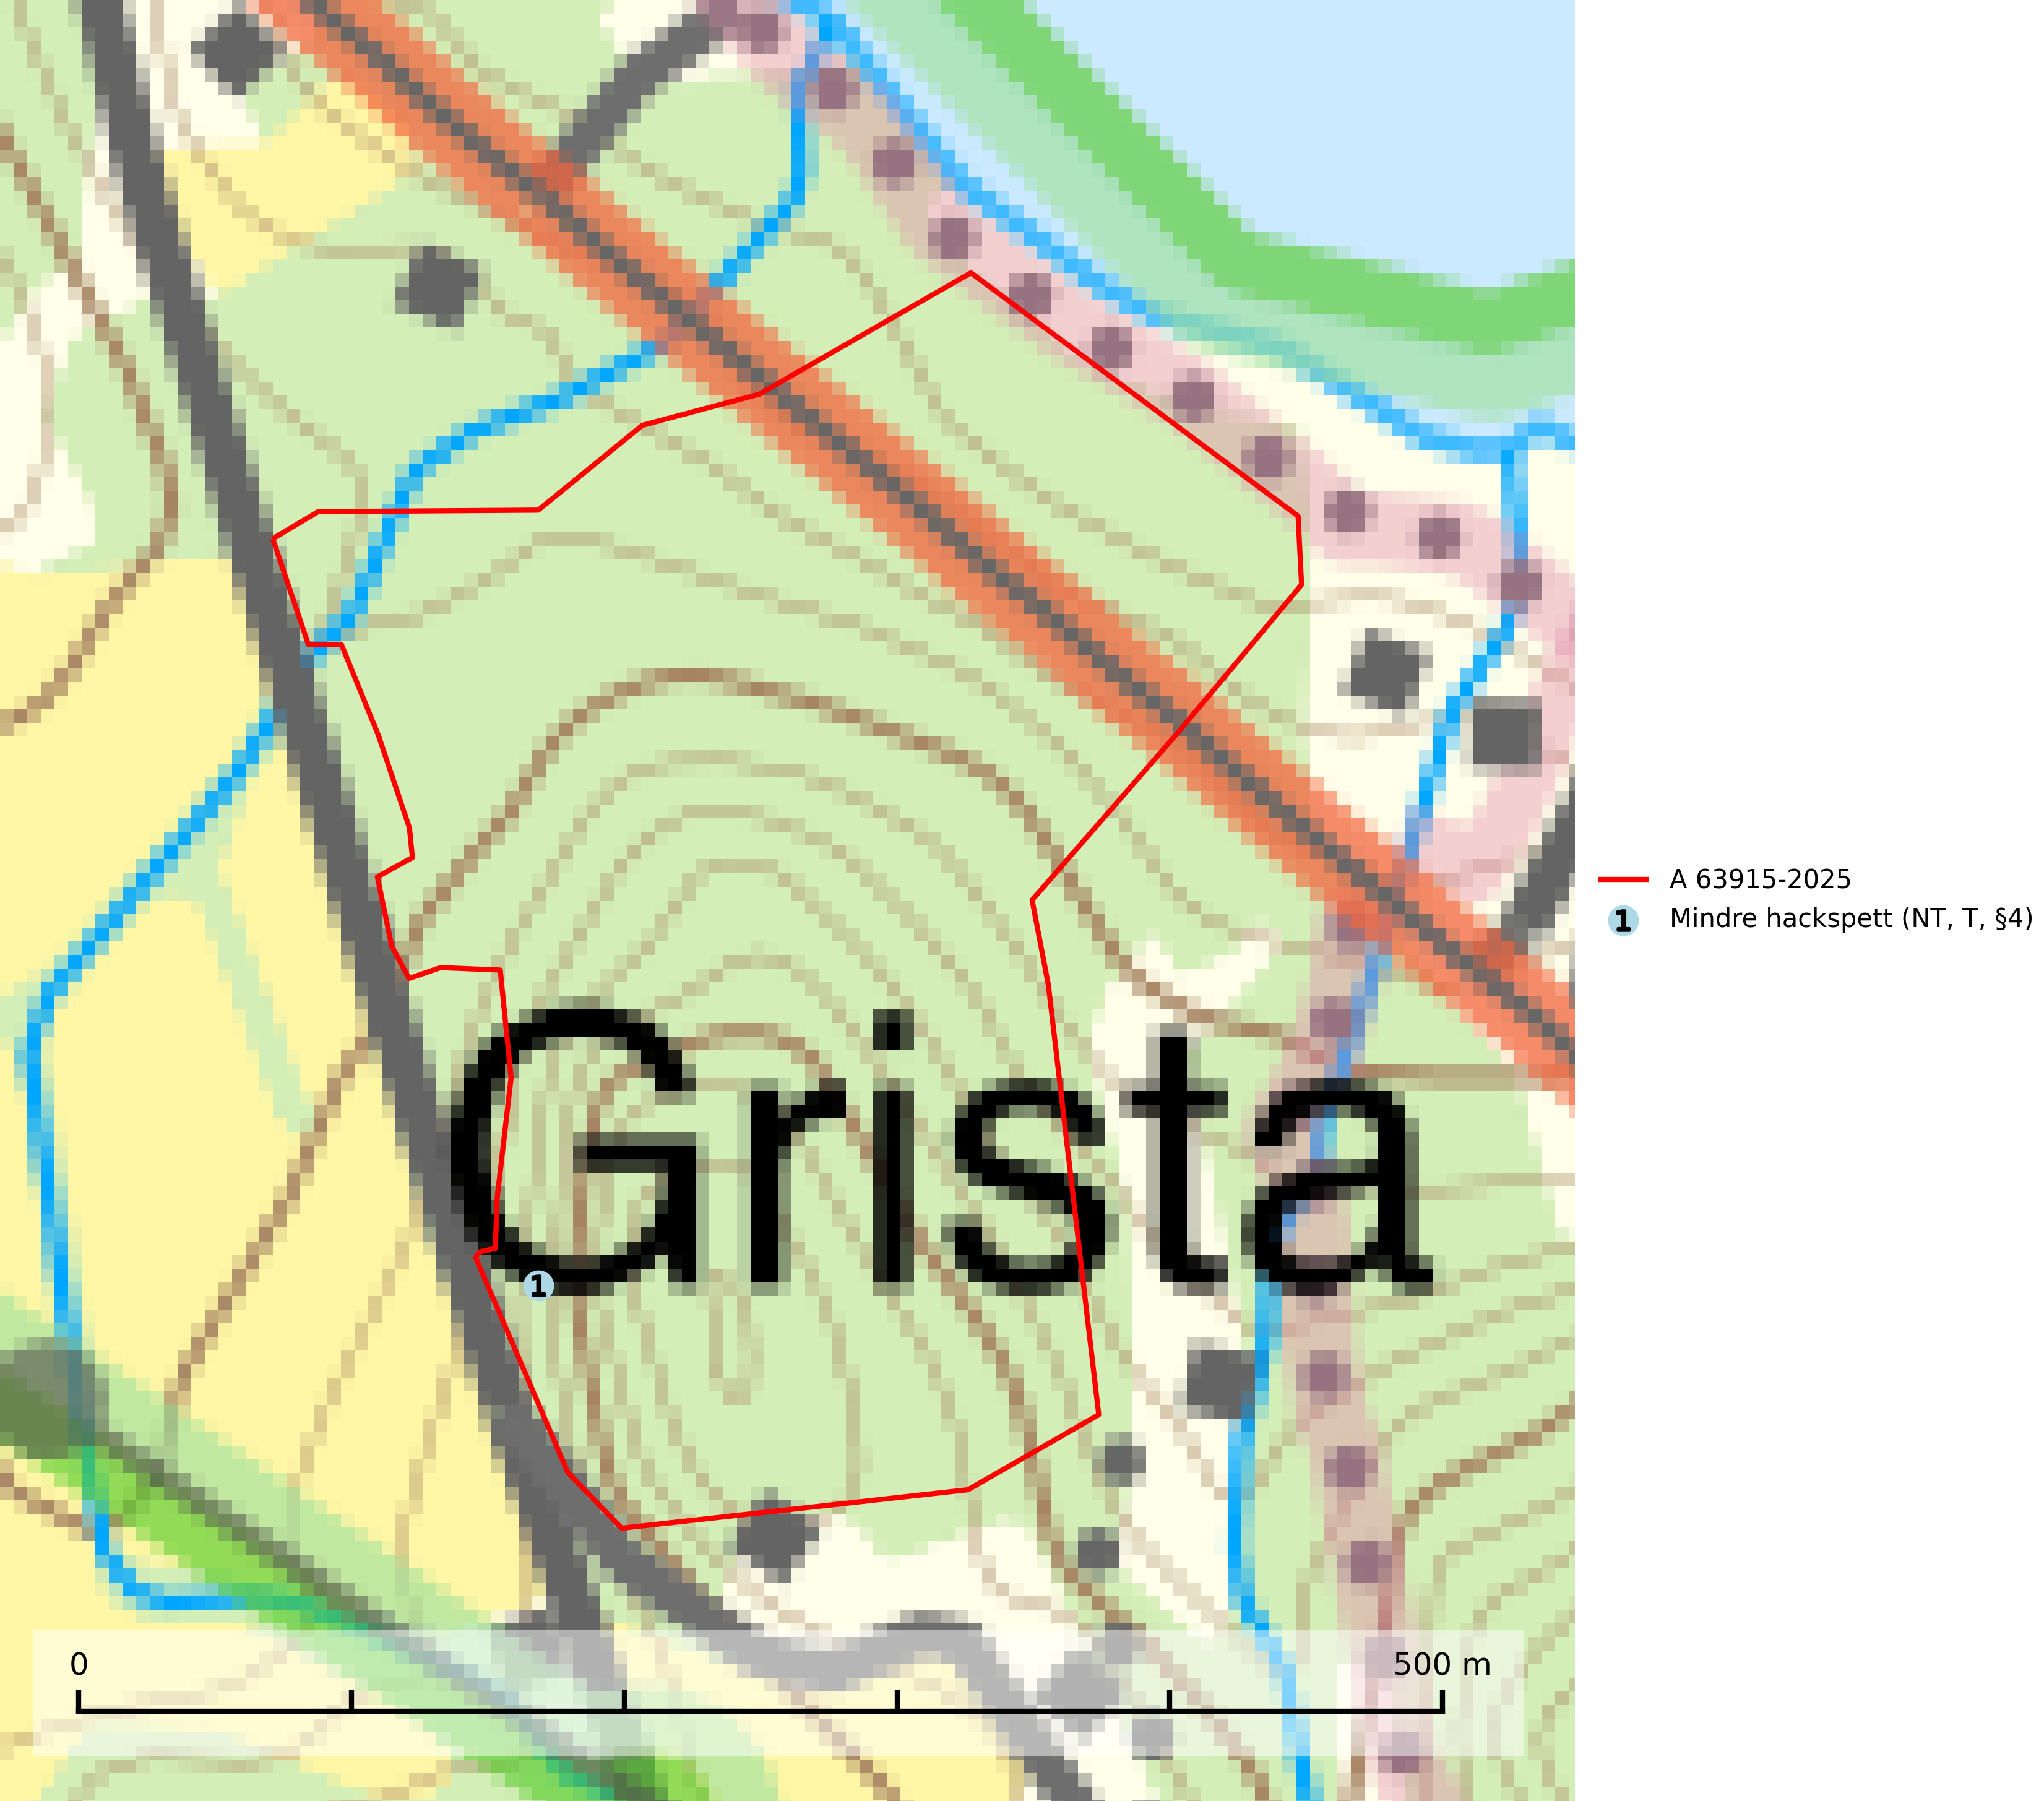 A 63915-2025
1 Mindre hackspett (NT, T, §4)
Grista
1
0 500 m